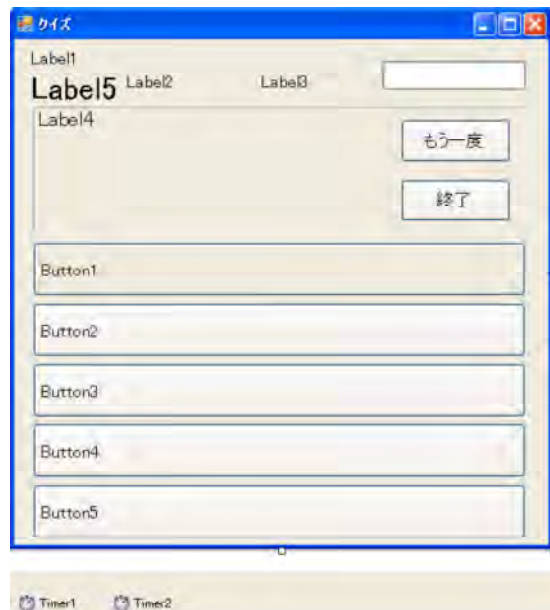 クイズ
Label1
Label5 Label2 Label3
Label4
もう一度
終了
Button1
Button2
Button3
Button4
Button5
Timer1 Timer2